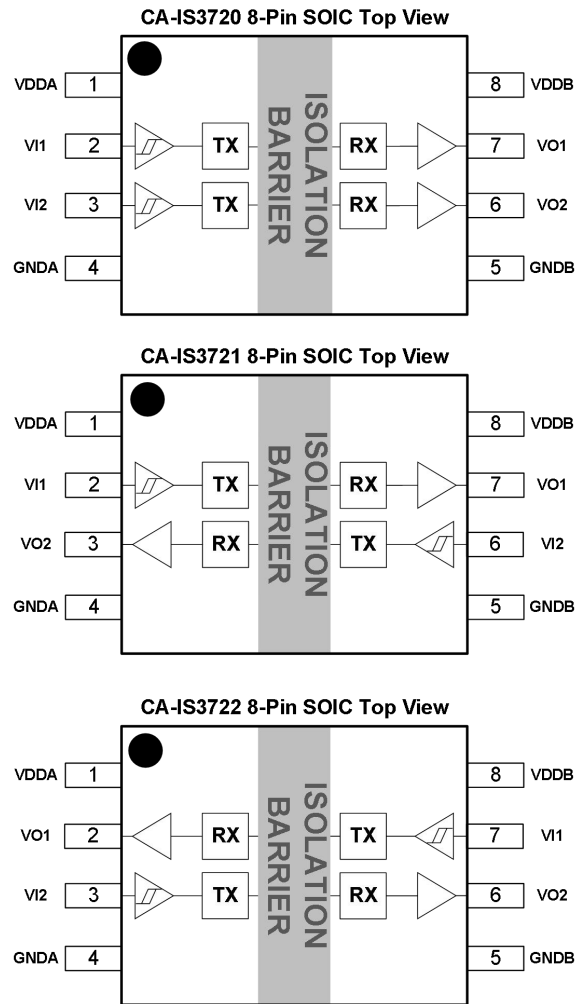 CA-IS3720 8-Pin SOIC Top View
VDDA 1 8 VDDB
VI1 2 TX RX 7 VO1
VI2 3 TX RX 6 VO2
GNDA 4 5 GNDB
ISOLATION
BARRIER
CA-IS3721 8-Pin SOIC Top View
VDDA 1 8 VDDB
VI1 2 TX RX 7 VO1
VO2 3 RX TX 6 VI2
GNDA 4 5 GNDB
ISOLATION
BARRIER
CA-IS3722 8-Pin SOIC Top View
VDDA 1 8 VDDB
VO1 2 RX TX 7 VI1
VI2 3 TX RX 6 VO2
GNDA 4 5 GNDB
ISOLATION
BARRIER